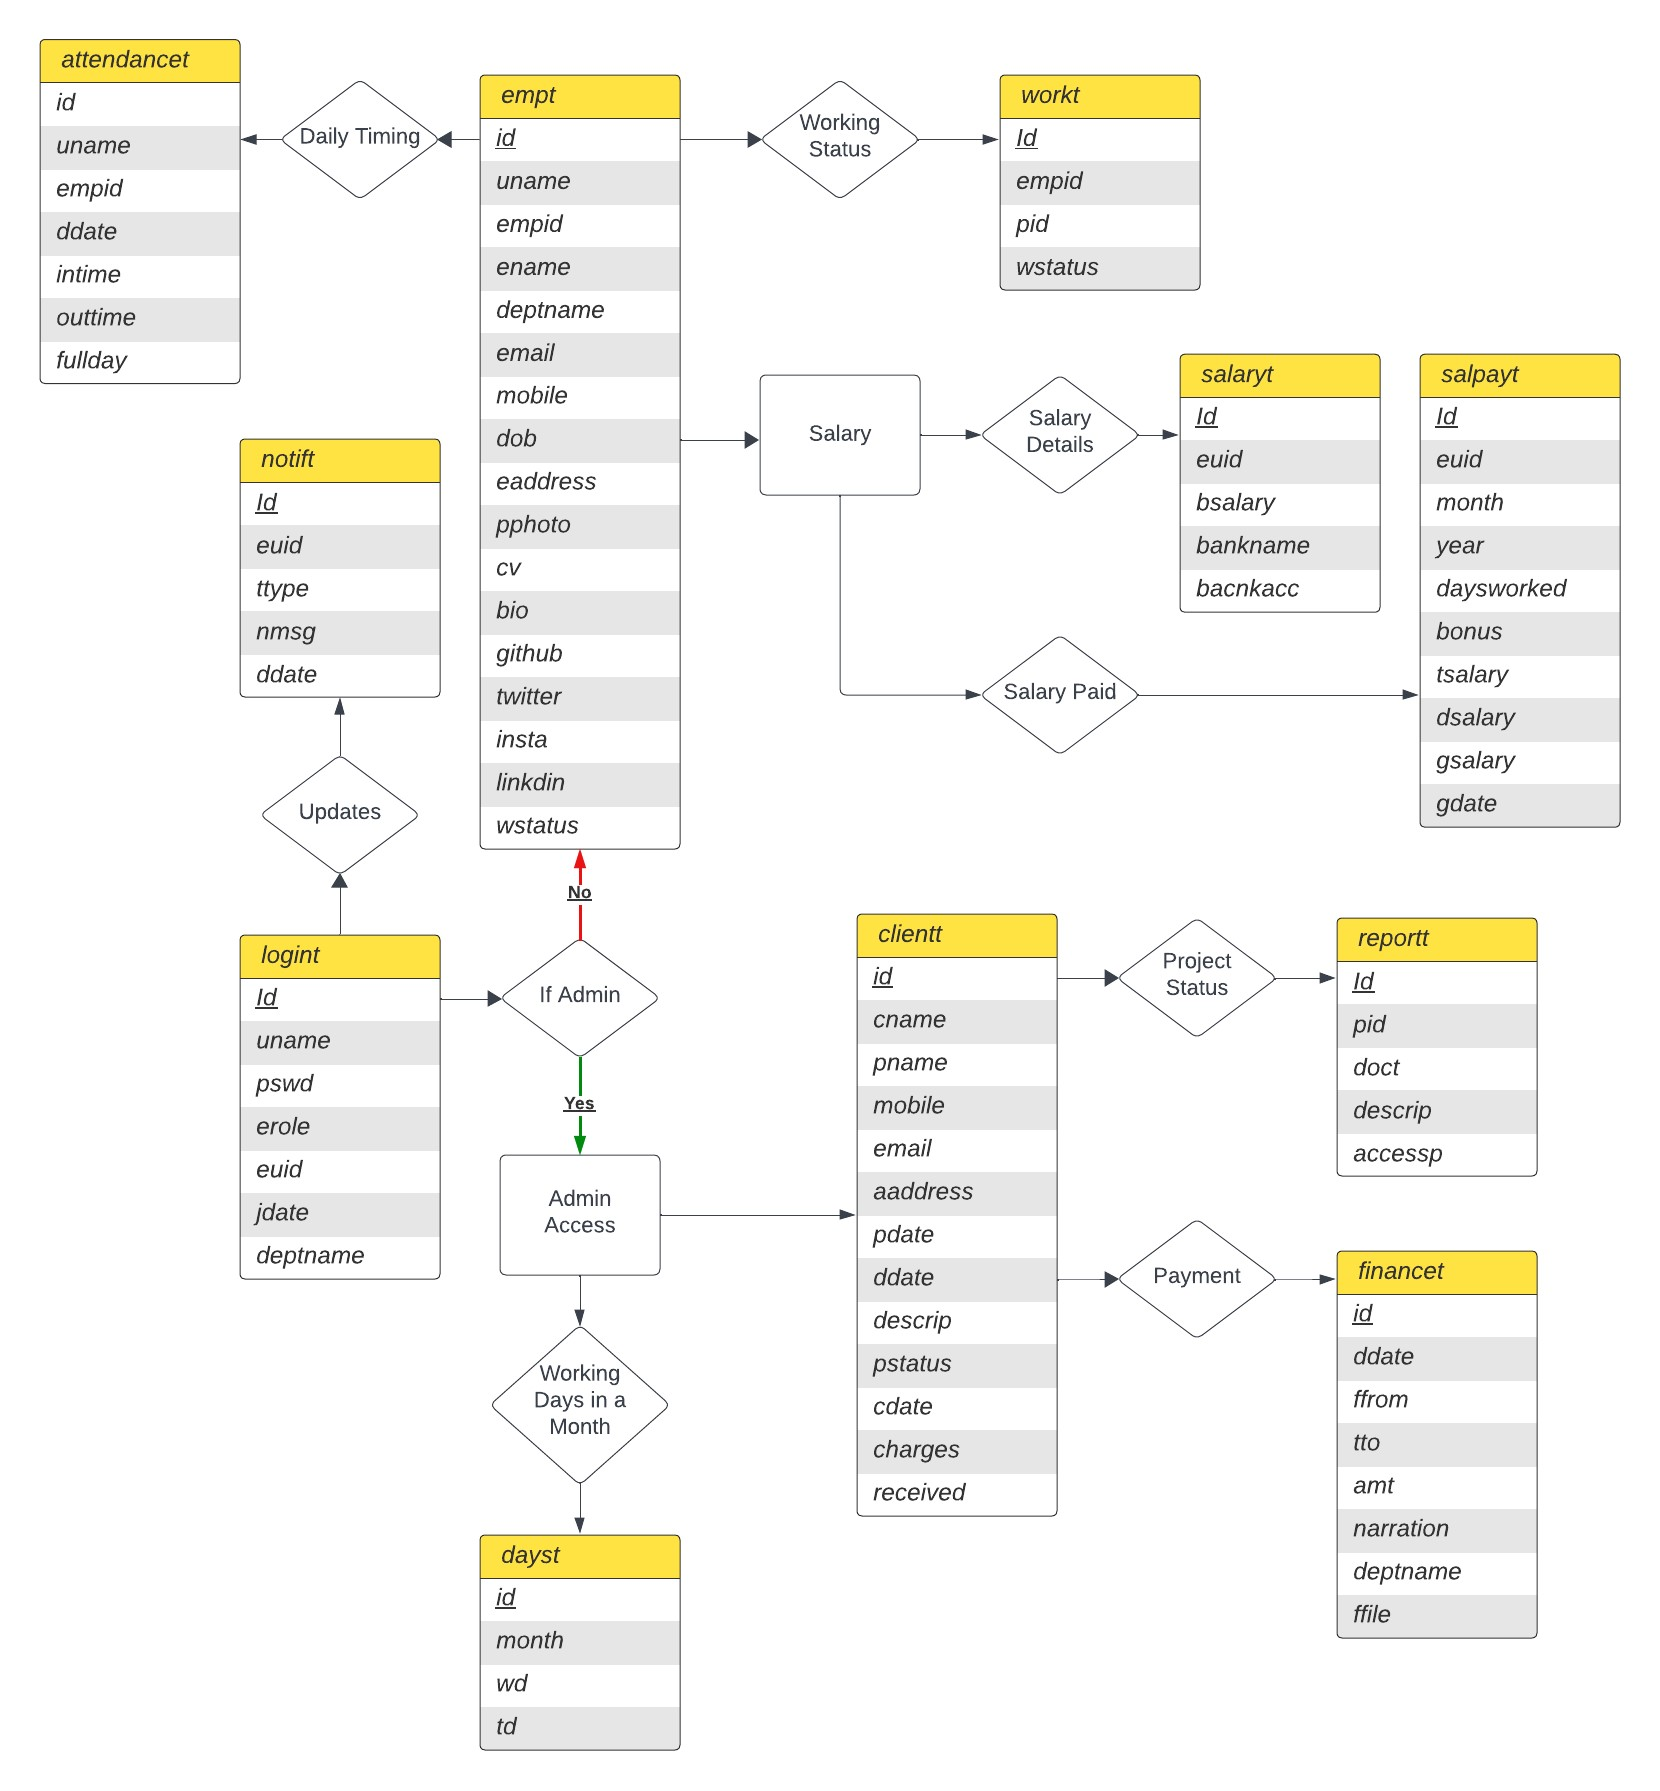 attendancet
id
uname
empid
ddate
intime
outtime
fullday
Daily Timing
empt
id
uname
empid
ename
deptname
email
mobile
dob
eaddress
pphoto
cv
bio
github
twitter
insta
linkdin
wstatus
Working
Status
workt
Id
empid
pid
wstatus
Salary
Salary
Details
salaryt
Id
euid
bsalary
bankname
bacnkacc
salpayt
Id
euid
month
year
daysworked
bonus
tsalary
dsalary
gsalary
gdate
Salary Paid
notift
Id
euid
ttype
nmsg
ddate
Updates
logint
Id
uname
pswd
erole
euid
jdate
deptname
No
If Admin
Yes
Admin
Access
Working
Days in a
Month
dayst
id
month
wd
td
clientt
id
cname
pname
mobile
email
aaddress
pdate
ddate
descrip
pstatus
cdate
charges
received
Project
Status
reportt
Id
pid
doct
descrip
accessp
Payment
financet
id
ddate
ffrom
tto
amt
narration
deptname
ffile